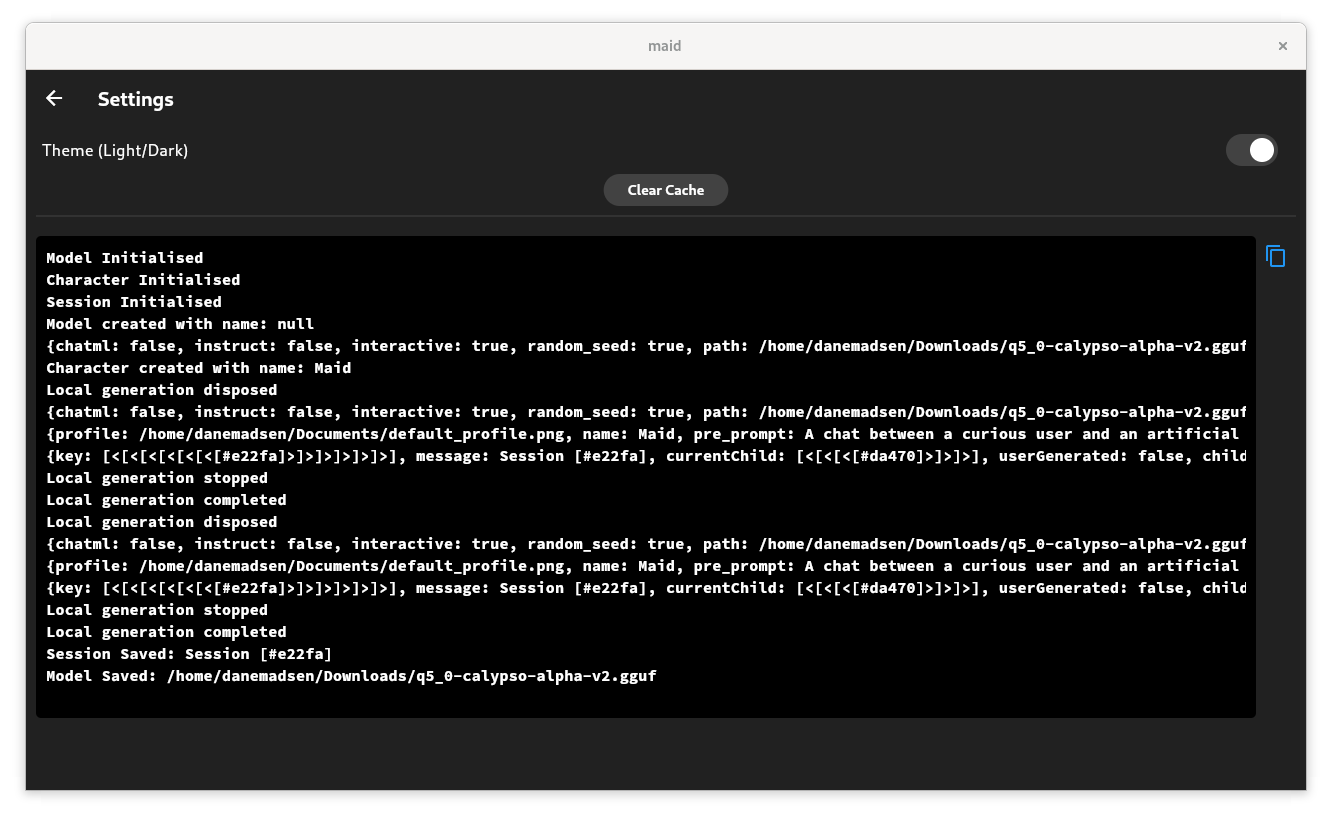 maid
Settings
Theme (Light/Dark)
Clear Cache
Model Initialised
Character Initialised
Session Initialised
Model created with name: null
{chatml: false, instruct: false, interactive: true, random_seed: true, path: /home/danemadsen/Downloads/q5_0-calypso-alpha-v2.gguf
Character created with name: Maid
Local generation disposed
{chatml: false, instruct: false, interactive: true, random_seed: true, path: /home/danemadsen/Downloads/q5_0-calypso-alpha-v2.gguf
{profile: /home/danemadsen/Documents/default_profile.png, name: Maid, pre_prompt: A chat between a curious user and an artificial
{key: [<[<[<[<[<[<[#e22fa]>]>]>]>]>]>], message: Session [#e22fa], currentChild: [<[<[<[#da470]>]>]>], userGenerated: false, child
Local generation stopped
Local generation completed
Local generation disposed
{chatml: false, instruct: false, interactive: true, random_seed: true, path: /home/danemadsen/Downloads/q5_0-calypso-alpha-v2.gguf
{profile: /home/danemadsen/Documents/default_profile.png, name: Maid, pre_prompt: A chat between a curious user and an artificial
{key: [<[<[<[<[<[<[#e22fa]>]>]>]>]>]>], message: Session [#e22fa], currentChild: [<[<[<[#da470]>]>]>], userGenerated: false, child
Local generation stopped
Local generation completed
Session Saved: Session [#e22fa]
Model Saved: /home/danemadsen/Downloads/q5_0-calypso-alpha-v2.gguf